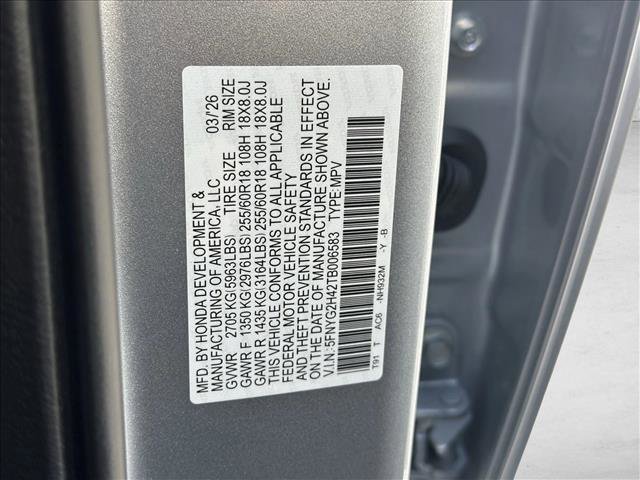 MFD. BY HONDA DEVELOPMENT & 03/26
MANUFACTURING OF AMERICA, LLC
GVWR 2705 KG(5963LBS) TIRE SIZE RIM SIZE
GAWR F 1350 KG(2976LBS) 255/60R18 108H 18X8.0J
GAWR R 1435 KG(3164LBS) 255/60R18 108H 18X8.0J
THIS VEHICLE CONFORMS TO ALL APPLICABLE
FEDERAL MOTOR VEHICLE SAFETY
AND THEFT PREVENTION STANDARDS IN EFFECT
ON THE DATE OF MANUFACTURE SHOWN ABOVE.
V.I.N.:5FNYG2H42TB006583 TYPE:MPV
T91 T AC6 -NH932M -Y -B